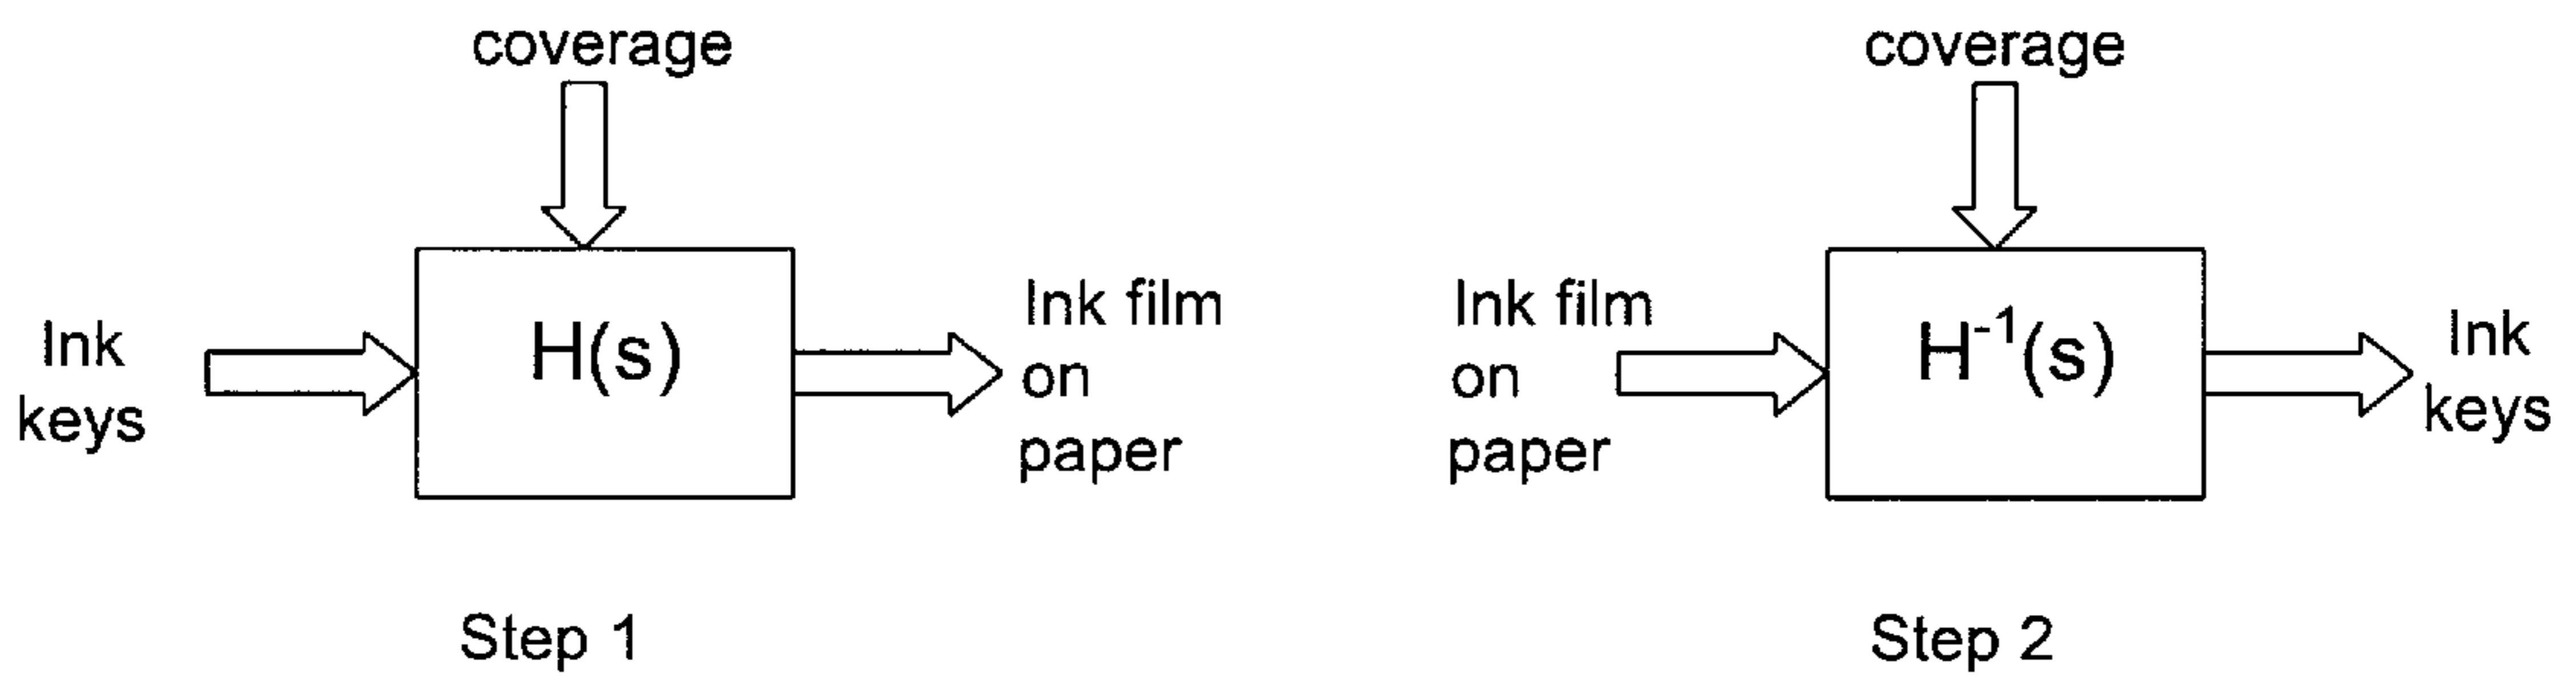 coverage
Ink
keys
H(s)
Ink film
on
paper
Step 1
coverage
Ink film
on
paper
H⁻¹(s)
Ink
keys
Step 2